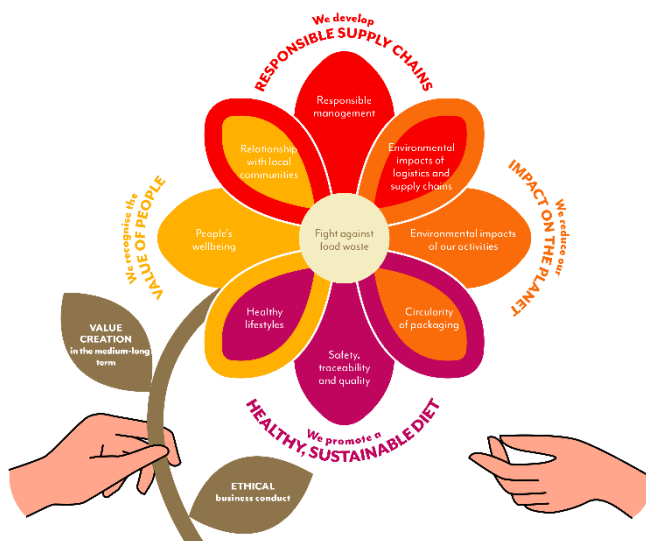 We develop
RESPONSIBLE SUPPLY CHAINS
Responsible
management
Relationship
with local
communities
Environmental
impacts of
logistics and
supply chains
We recognise the
VALUE OF PEOPLE
People's
wellbeing
Fight against
food waste
Environmental impacts
of our activities
We reduce our
IMPACT ON THE PLANET
Healthy
lifestyles
Circularity
of packaging
Safety,
traceability
and quality
We promote a
HEALTHY, SUSTAINABLE DIET
VALUE
CREATION
in the medium-long
term
ETHICAL
business conduct